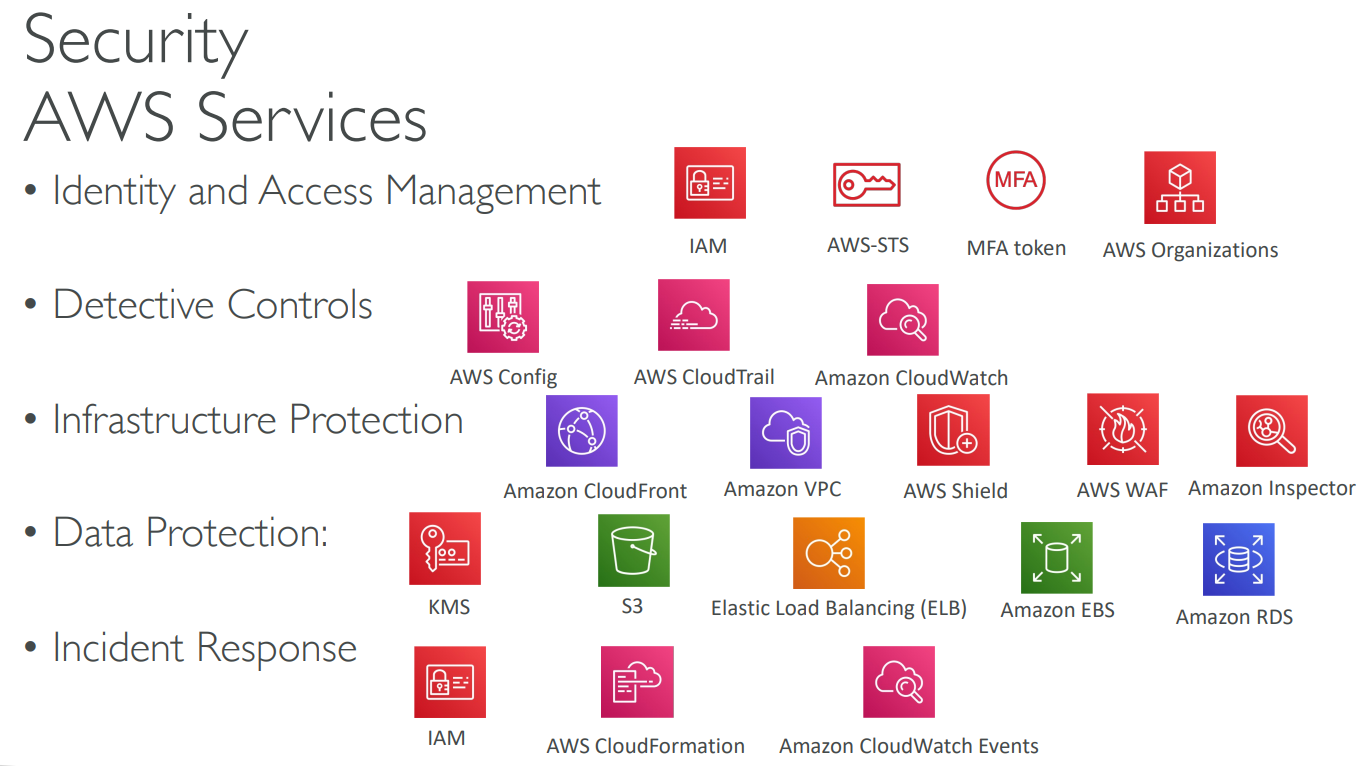 Security
AWS Services
• Identity and Access Management
MFA
IAM
AWS-STS
MFA token
AWS Organizations
• Detective Controls
AWS Config
AWS CloudTrail
Amazon CloudWatch
• Infrastructure Protection
Amazon CloudFront
Amazon VPC
AWS Shield
AWS WAF
Amazon Inspector
• Data Protection:
KMS
S3
Elastic Load Balancing (ELB)
Amazon EBS
Amazon RDS
• Incident Response
IAM
AWS CloudFormation
Amazon CloudWatch Events